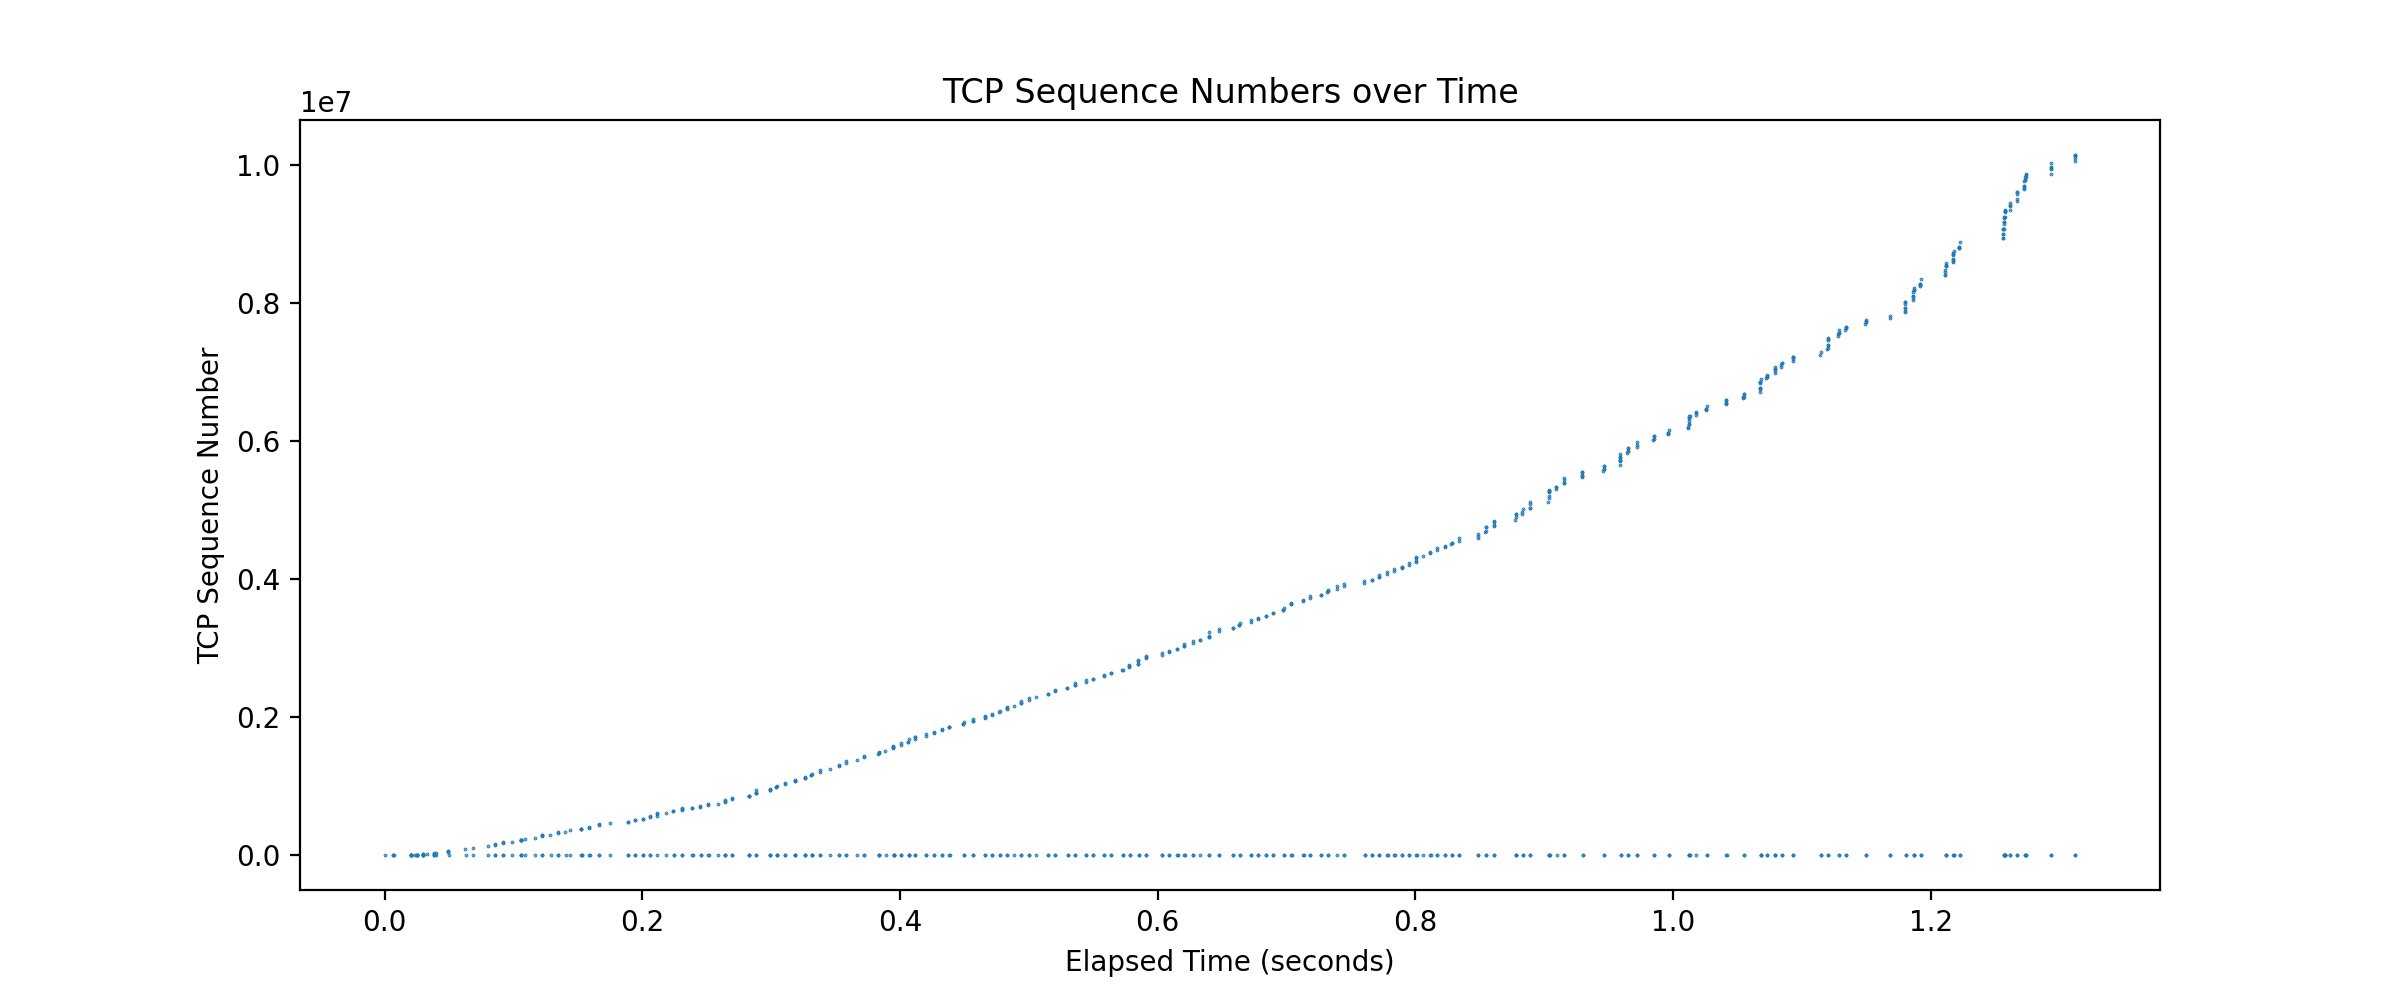 TCP Sequence Numbers over Time
1e7
1.0
0.8
0.6
0.4
0.2
0.0
TCP Sequence Number
0.0 0.2 0.4 0.6 0.8 1.0 1.2
Elapsed Time (seconds)